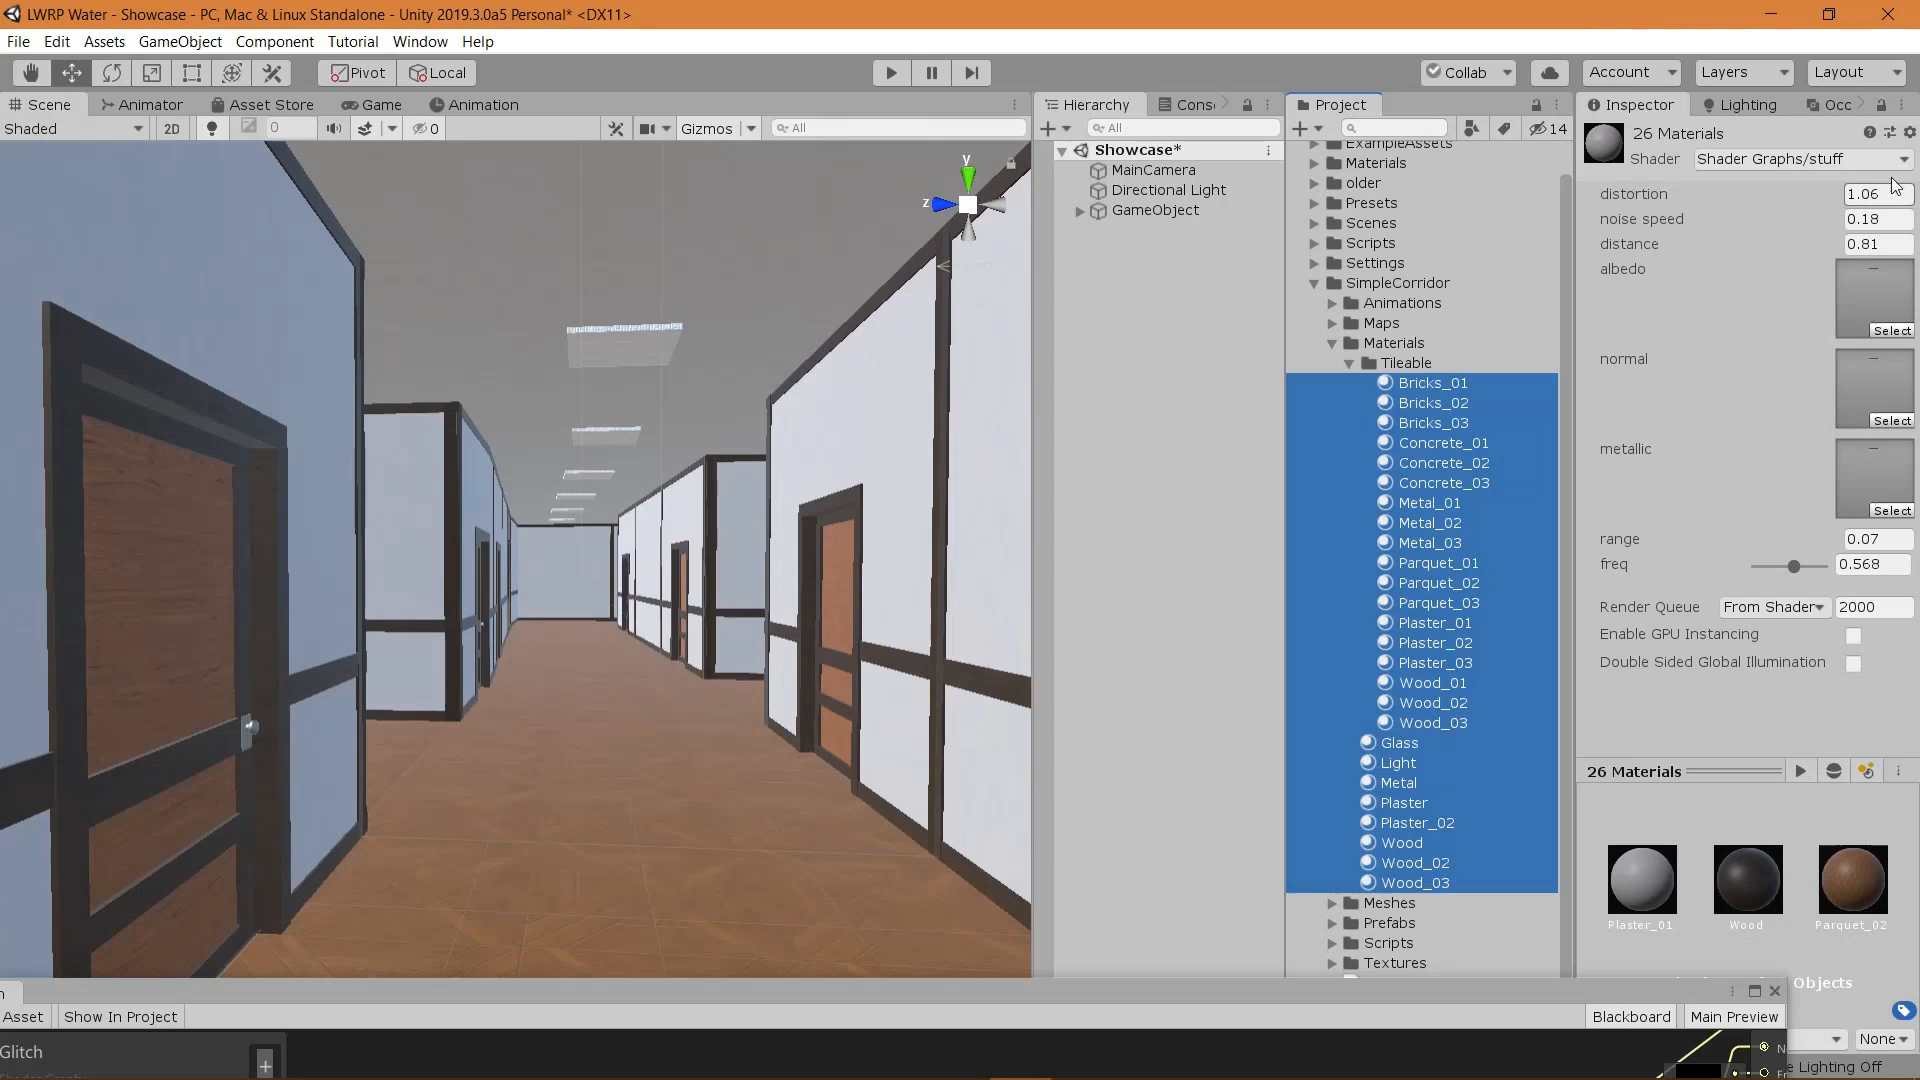 LWRP Water - Showcase - PC, Mac & Linux Standalone - Unity 2019.3.0a5 Personal* <DX11>
File Edit Assets GameObject Component Tutorial Window Help
Pivot Local Collab Account Layers Layout
Scene Animator Asset Store Game Animation
Shaded 2D 0 0 Gizmos All
Hierarchy
All
Showcase*
MainCamera
Directional Light
GameObject
Project
14
ExampleAssets
Materials
older
Presets
Scenes
Scripts
Settings
SimpleCorridor
Animations
Maps
Materials
Tileable
Bricks_01
Bricks_02
Bricks_03
Concrete_01
Concrete_02
Concrete_03
Metal_01
Metal_02
Metal_03
Parquet_01
Parquet_02
Parquet_03
Plaster_01
Plaster_02
Plaster_03
Wood_01
Wood_02
Wood_03
Glass
Light
Metal
Plaster
Plaster_02
Wood
Wood_02
Wood_03
Meshes
Prefabs
Scripts
Textures
Inspector Lighting Occ
26 Materials
Shader Shader Graphs/stuff
distortion 1.06
noise speed 0.18
distance 0.81
albedo
Select
normal
Select
metallic
Select
range 0.07
freq 0.568
Render Queue From Shader 2000
Enable GPU Instancing
Double Sided Global Illumination
26 Materials
Plaster_01 Wood Parquet_02
Objects
None
Lighting Off
y
z
Asset Show In Project Blackboard Main Preview
Glitch